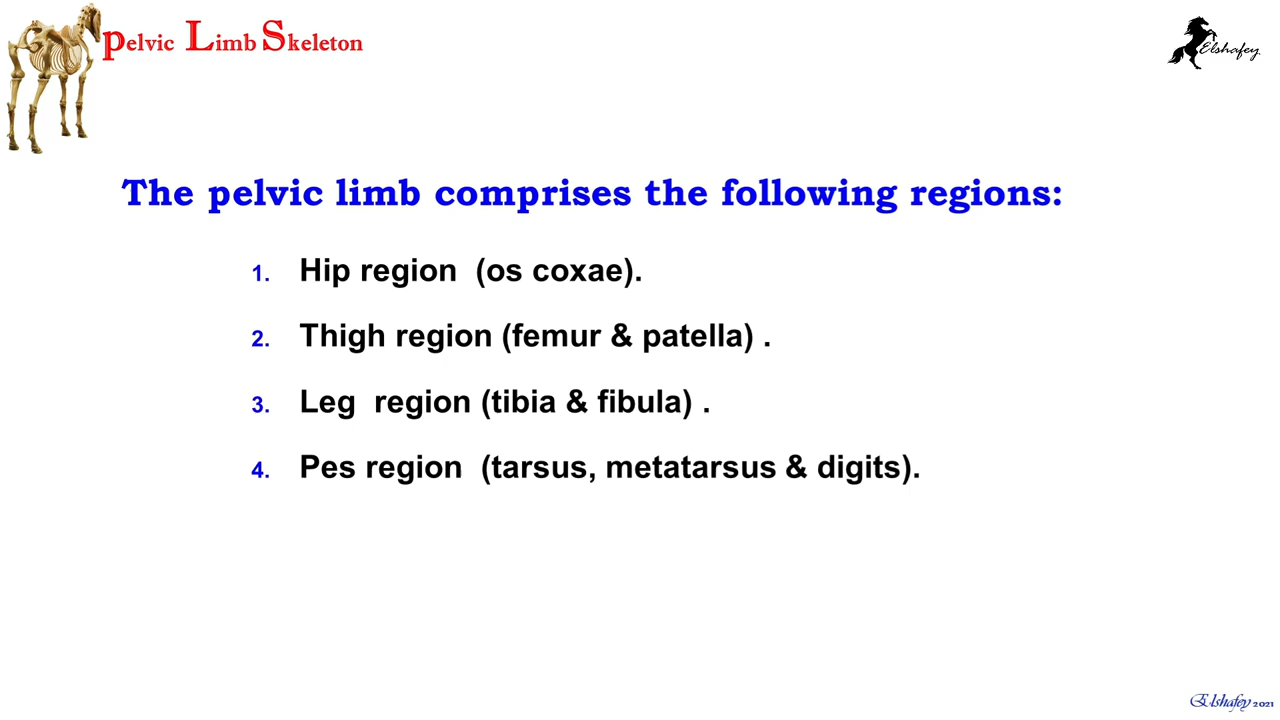 Pelvic Limb Skeleton
Elshafey
The pelvic limb comprises the following regions:
1. Hip region (os coxae).
2. Thigh region (femur & patella) .
3. Leg region (tibia & fibula) .
4. Pes region (tarsus, metatarsus & digits).
Elshafey 2021